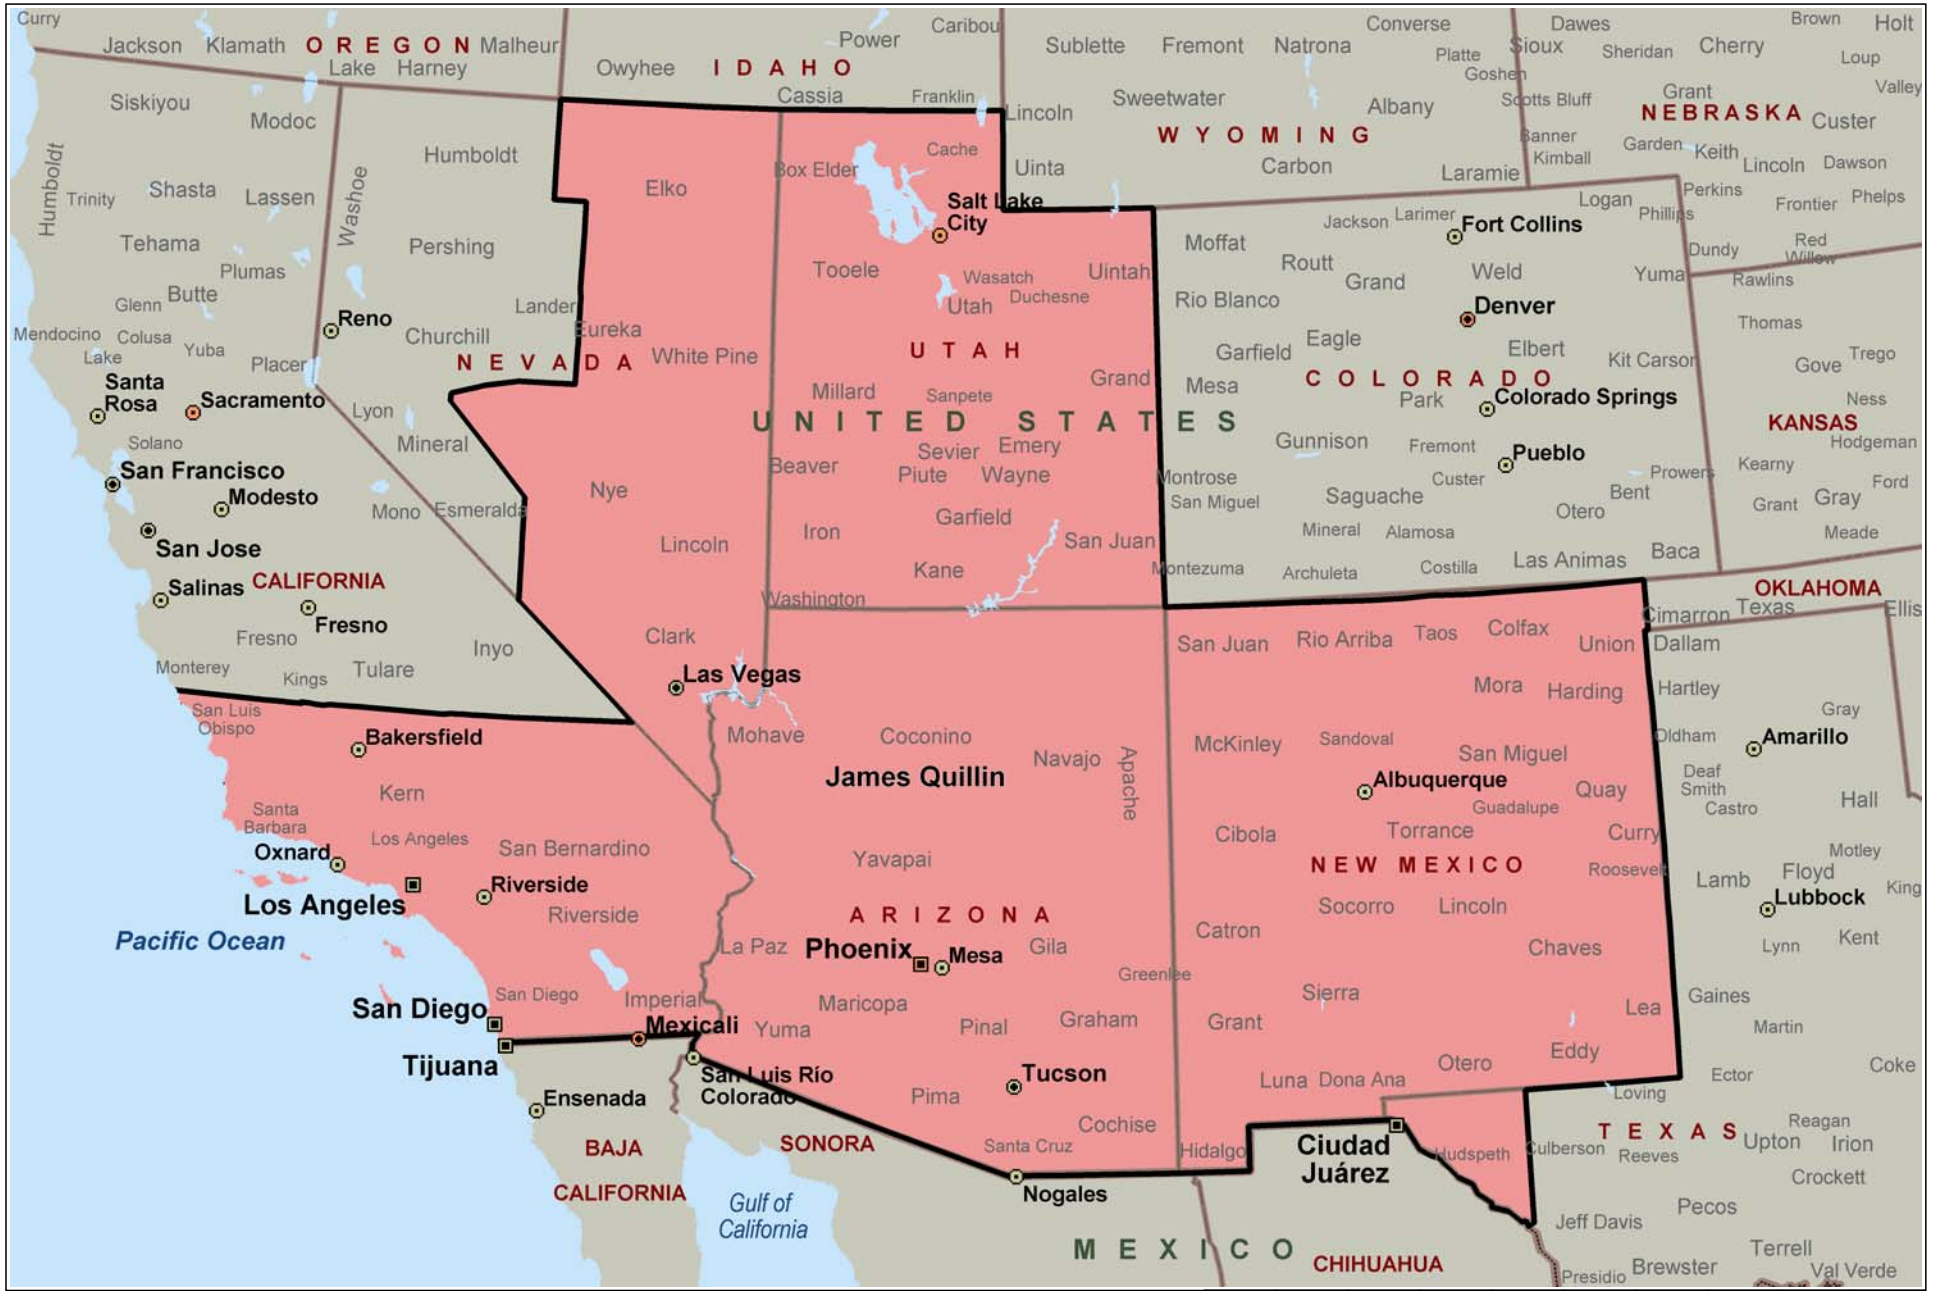 Curry
Jackson
Klamath
OREGON
Malheur
Lake
Harney
Owyhee
IDAHO
Power
Caribou
Cassia
Franklin
Sublette
Fremont
Natrona
Converse
Platte
Goshen
Niobrara
Lincoln
Sweetwater
Albany
WYOMING
Uinta
Carbon
Laramie
Dawes
Sioux
Sheridan
Cherry
Brown
Holt
Loup
Valley
Grant
Scotts Bluff
NEBRASKA
Custer
Banner
Kimball
Garden
Keith
Lincoln
Dawson
Perkins
Frontier
Phelps
Dundy
Red
Willow
Siskiyou
Modoc
Humboldt
Trinity
Shasta
Lassen
Washoe
Humboldt
Tehama
Plumas
Pershing
Glenn
Butte
Lander
Mendocino
Colusa
Lake
Yuba
Placer
Reno
Churchill
Eureka
NEVADA
Santa
Rosa
Sacramento
Solano
Lyon
Mineral
San Francisco
Modesto
Mono
Esmeralda
San Jose
Salinas
CALIFORNIA
Fresno
Fresno
Inyo
Monterey
Kings
Tulare
Elko
White Pine
Nye
Lincoln
Clark
Las Vegas
Box Elder
Cache
Salt Lake
City
Tooele
Wasatch
Uintah
Utah
Duchesne
UTAH
Millard
Sanpete
Grand
UNITED STATES
Sevier
Emery
Beaver
Piute
Wayne
Iron
Garfield
San Juan
Kane
Washington
Moffat
Jackson
Larimer
Fort Collins
Logan
Phillips
Routt
Grand
Weld
Yuma
Rio Blanco
Denver
Eagle
Garfield
Elbert
Kit Carson
Mesa
COLORADO
Park
Colorado Springs
Gunnison
Fremont
Pueblo
Montrose
Custer
Prowers
San Miguel
Saguache
Bent
Otero
Mineral
Alamosa
Montezuma
Archuleta
Costilla
Las Animas
Baca
Rawlins
Thomas
Gove
Trego
Ness
KANSAS
Hodgeman
Kearny
Ford
Grant
Gray
Meade
OKLAHOMA
Cimarron
Texas
Ellis
San Luis
Obispo
Bakersfield
Kern
Santa
Barbara
Los Angeles
San Bernardino
Oxnard
Los Angeles
Riverside
Riverside
Pacific Ocean
San Diego
San Diego
Imperial
Mexicali
Tijuana
Ensenada
BAJA
CALIFORNIA
Mohave
Coconino
Navajo
Apache
James Quillin
Yavapai
ARIZONA
La Paz
Phoenix
Mesa
Gila
Greenlee
Maricopa
Yuma
Pinal
Graham
San Luis Río
Colorado
Tucson
Pima
Cochise
Santa Cruz
SONORA
Nogales
Gulf of
California
San Juan
Rio Arriba
Taos
Colfax
Union
Mora
Harding
McKinley
Sandoval
San Miguel
Albuquerque
Guadalupe
Quay
Cibola
Torrance
Curry
NEW MEXICO
Roosevelt
Socorro
Lincoln
Catron
Chaves
Sierra
Lea
Grant
Otero
Eddy
Luna
Dona Ana
Hidalgo
Ciudad
Juárez
Hudspeth
MEXICO
CHIHUAHUA
Dallam
Hartley
Gray
Oldham
Amarillo
Deaf
Smith
Castro
Hall
Motley
Floyd
Lamb
King
Lubbock
Lynn
Kent
Gaines
Martin
Ector
Coke
Loving
TEXAS
Reagan
Culberson
Reeves
Upton
Irion
Crockett
Pecos
Jeff Davis
Terrell
Presidio
Brewster
Val Verde